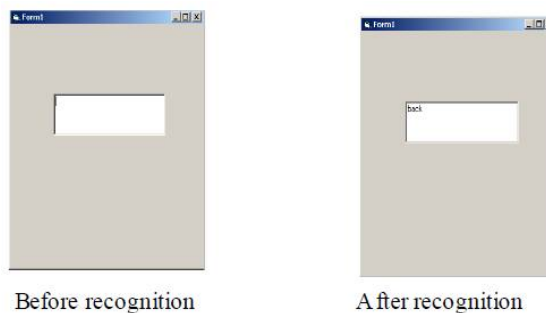 Form1
Form1
back
Before recognition
After recognition